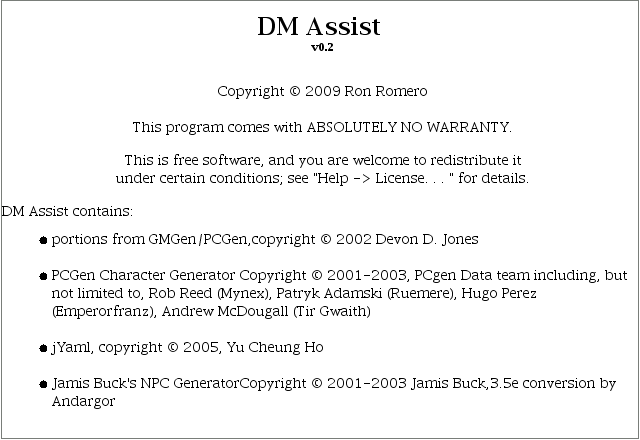 DM Assist
v0.2
Copyright © 2009 Ron Romero
This program comes with ABSOLUTELY NO WARRANTY.
This is free software, and you are welcome to redistribute it
under certain conditions; see "Help -> License. . . " for details.
DM Assist contains:
● portions from GMGen/PCGen,copyright © 2002 Devon D. Jones
● PCGen Character Generator Copyright © 2001-2003, PCgen Data team including, but
not limited to, Rob Reed (Mynex), Patryk Adamski (Ruemere), Hugo Perez
(Emperorfranz), Andrew McDougall (Tir Gwaith)
● jYaml, copyright © 2005, Yu Cheung Ho
● Jamis Buck's NPC GeneratorCopyright © 2001-2003 Jamis Buck,3.5e conversion by
Andargor